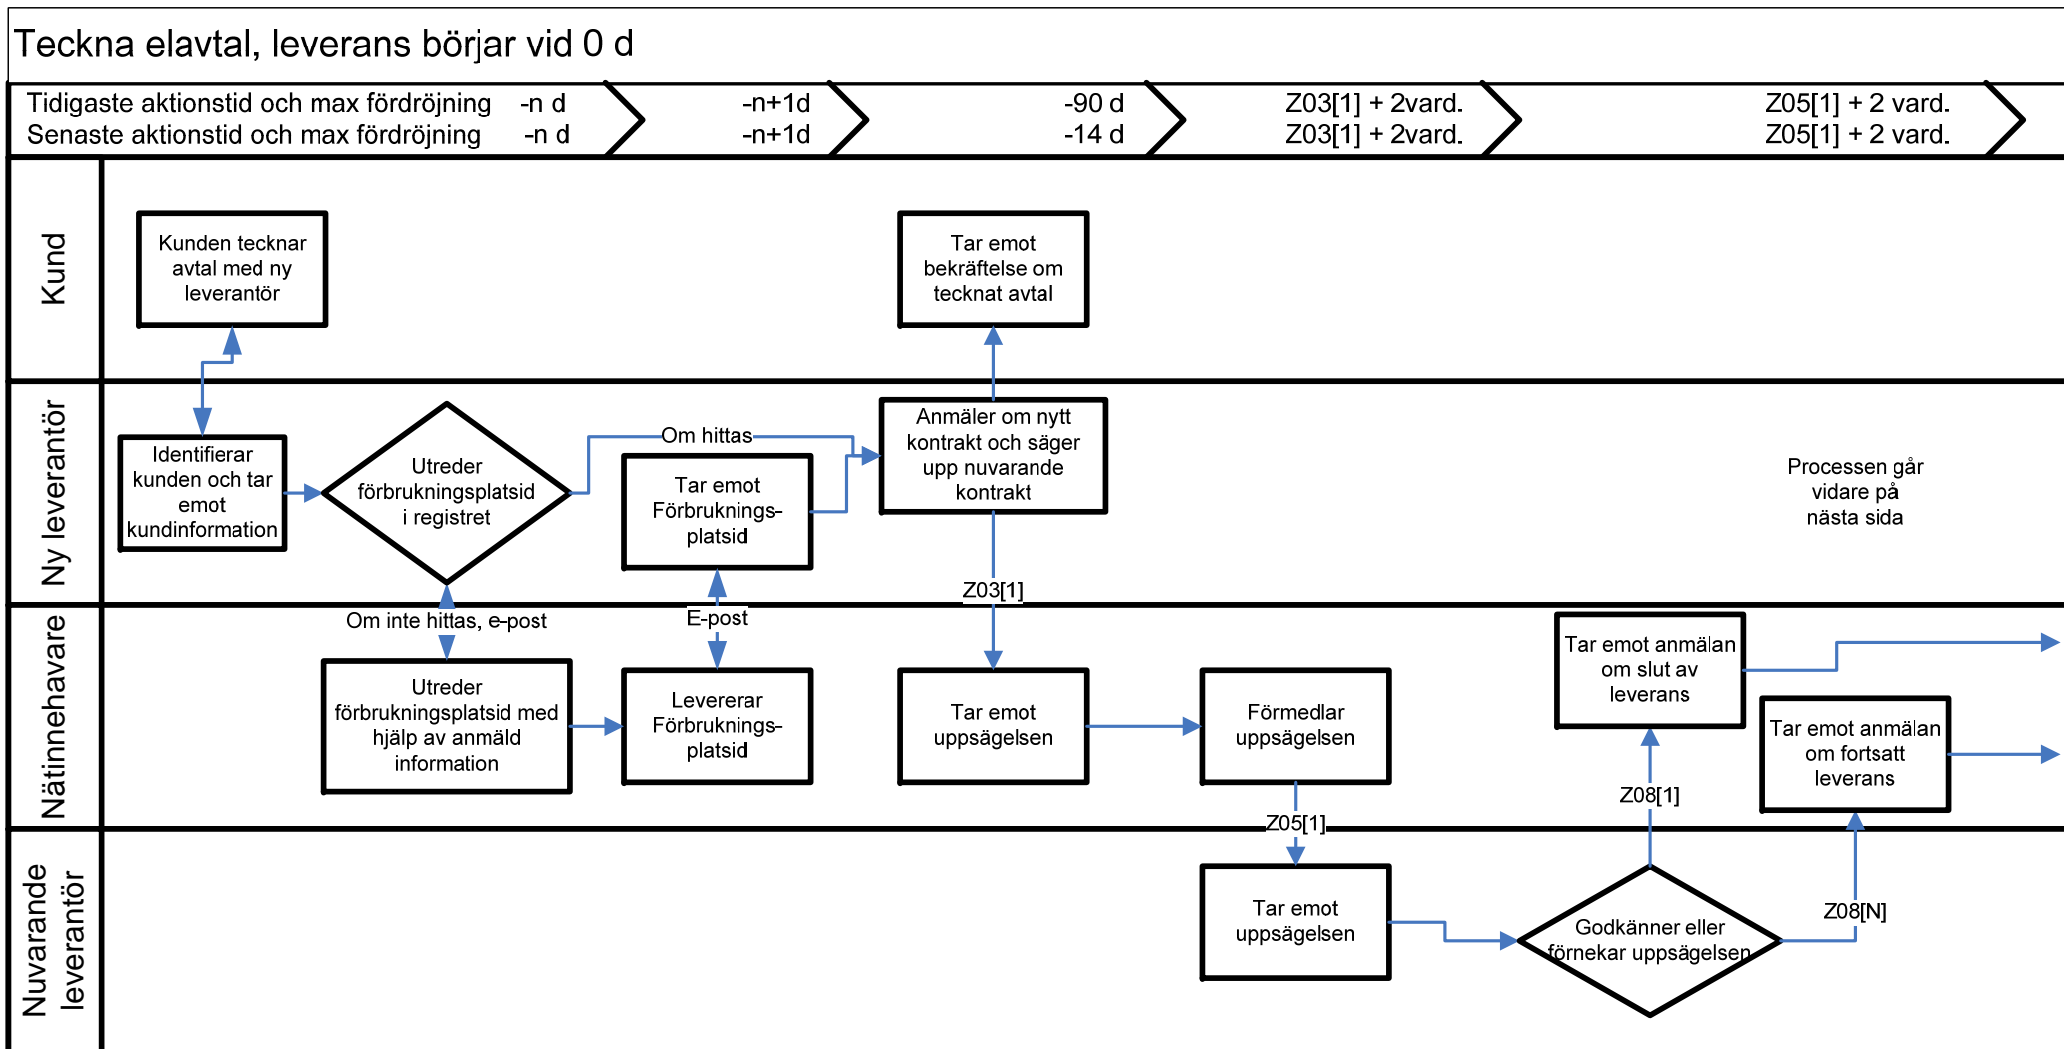 Teckna elavtal, leverans börjar vid 0 d
Tidigaste aktionstid och max fördröjning -n d -n+1d -90 d Z03[1] + 2vard. Z05[1] + 2 vard.
Senaste aktionstid och max fördröjning -n d -n+1d -14 d Z03[1] + 2vard. Z05[1] + 2 vard.
Kund
Kunden tecknar
avtal med ny
leverantör
Tar emot
bekräftelse om
tecknat avtal
Ny leverantör
Identifierar
kunden och tar
emot
kundinformation
Utreder
förbrukningsplatsid
i registret
Om hittas
Tar emot
Förbruknings-
platsid
Anmäler om nytt
kontrakt och säger
upp nuvarande
kontrakt
Processen går
vidare på
nästa sida
Z03[1]
Nätinnehavare
Om inte hittas, e-post
E-post
Utreder
förbrukningsplatsid med
hjälp av anmäld
information
Levererar
Förbruknings-
platsid
Tar emot
uppsägelsen
Förmedlar
uppsägelsen
Tar emot anmälan
om slut av
leverans
Tar emot anmälan
om fortsatt
leverans
Z08[1]
Z05[1]
Nuvarande
leverantör
Tar emot
uppsägelsen
Godkänner eller
förnekar uppsägelsen
Z08[N]